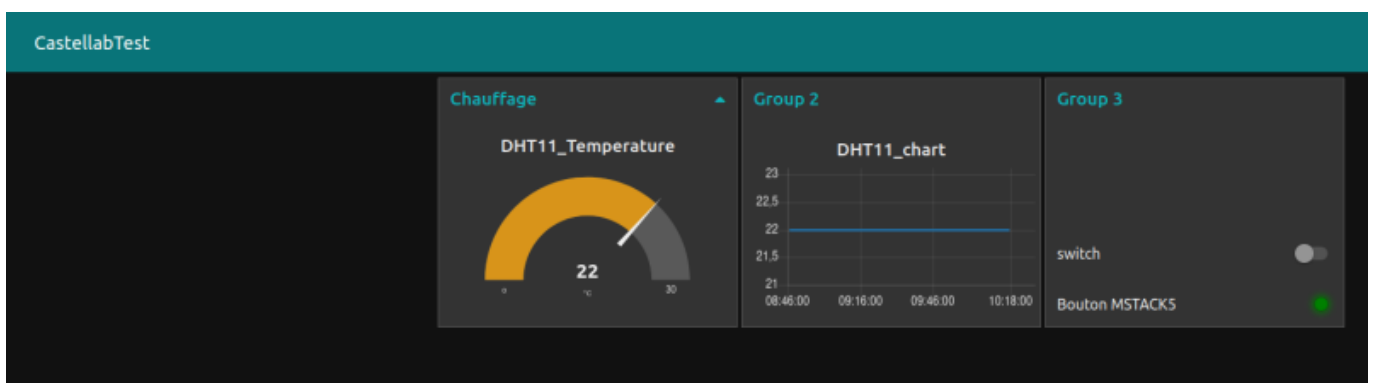 CastellabTest
Chauffage
DHT11_Temperature
22
°C
0
30
Group 2
DHT11_chart
23
22,5
22
21,5
21
08:46:00 09:16:00 09:46:00 10:18:00
Group 3
switch
Bouton MSTACK5